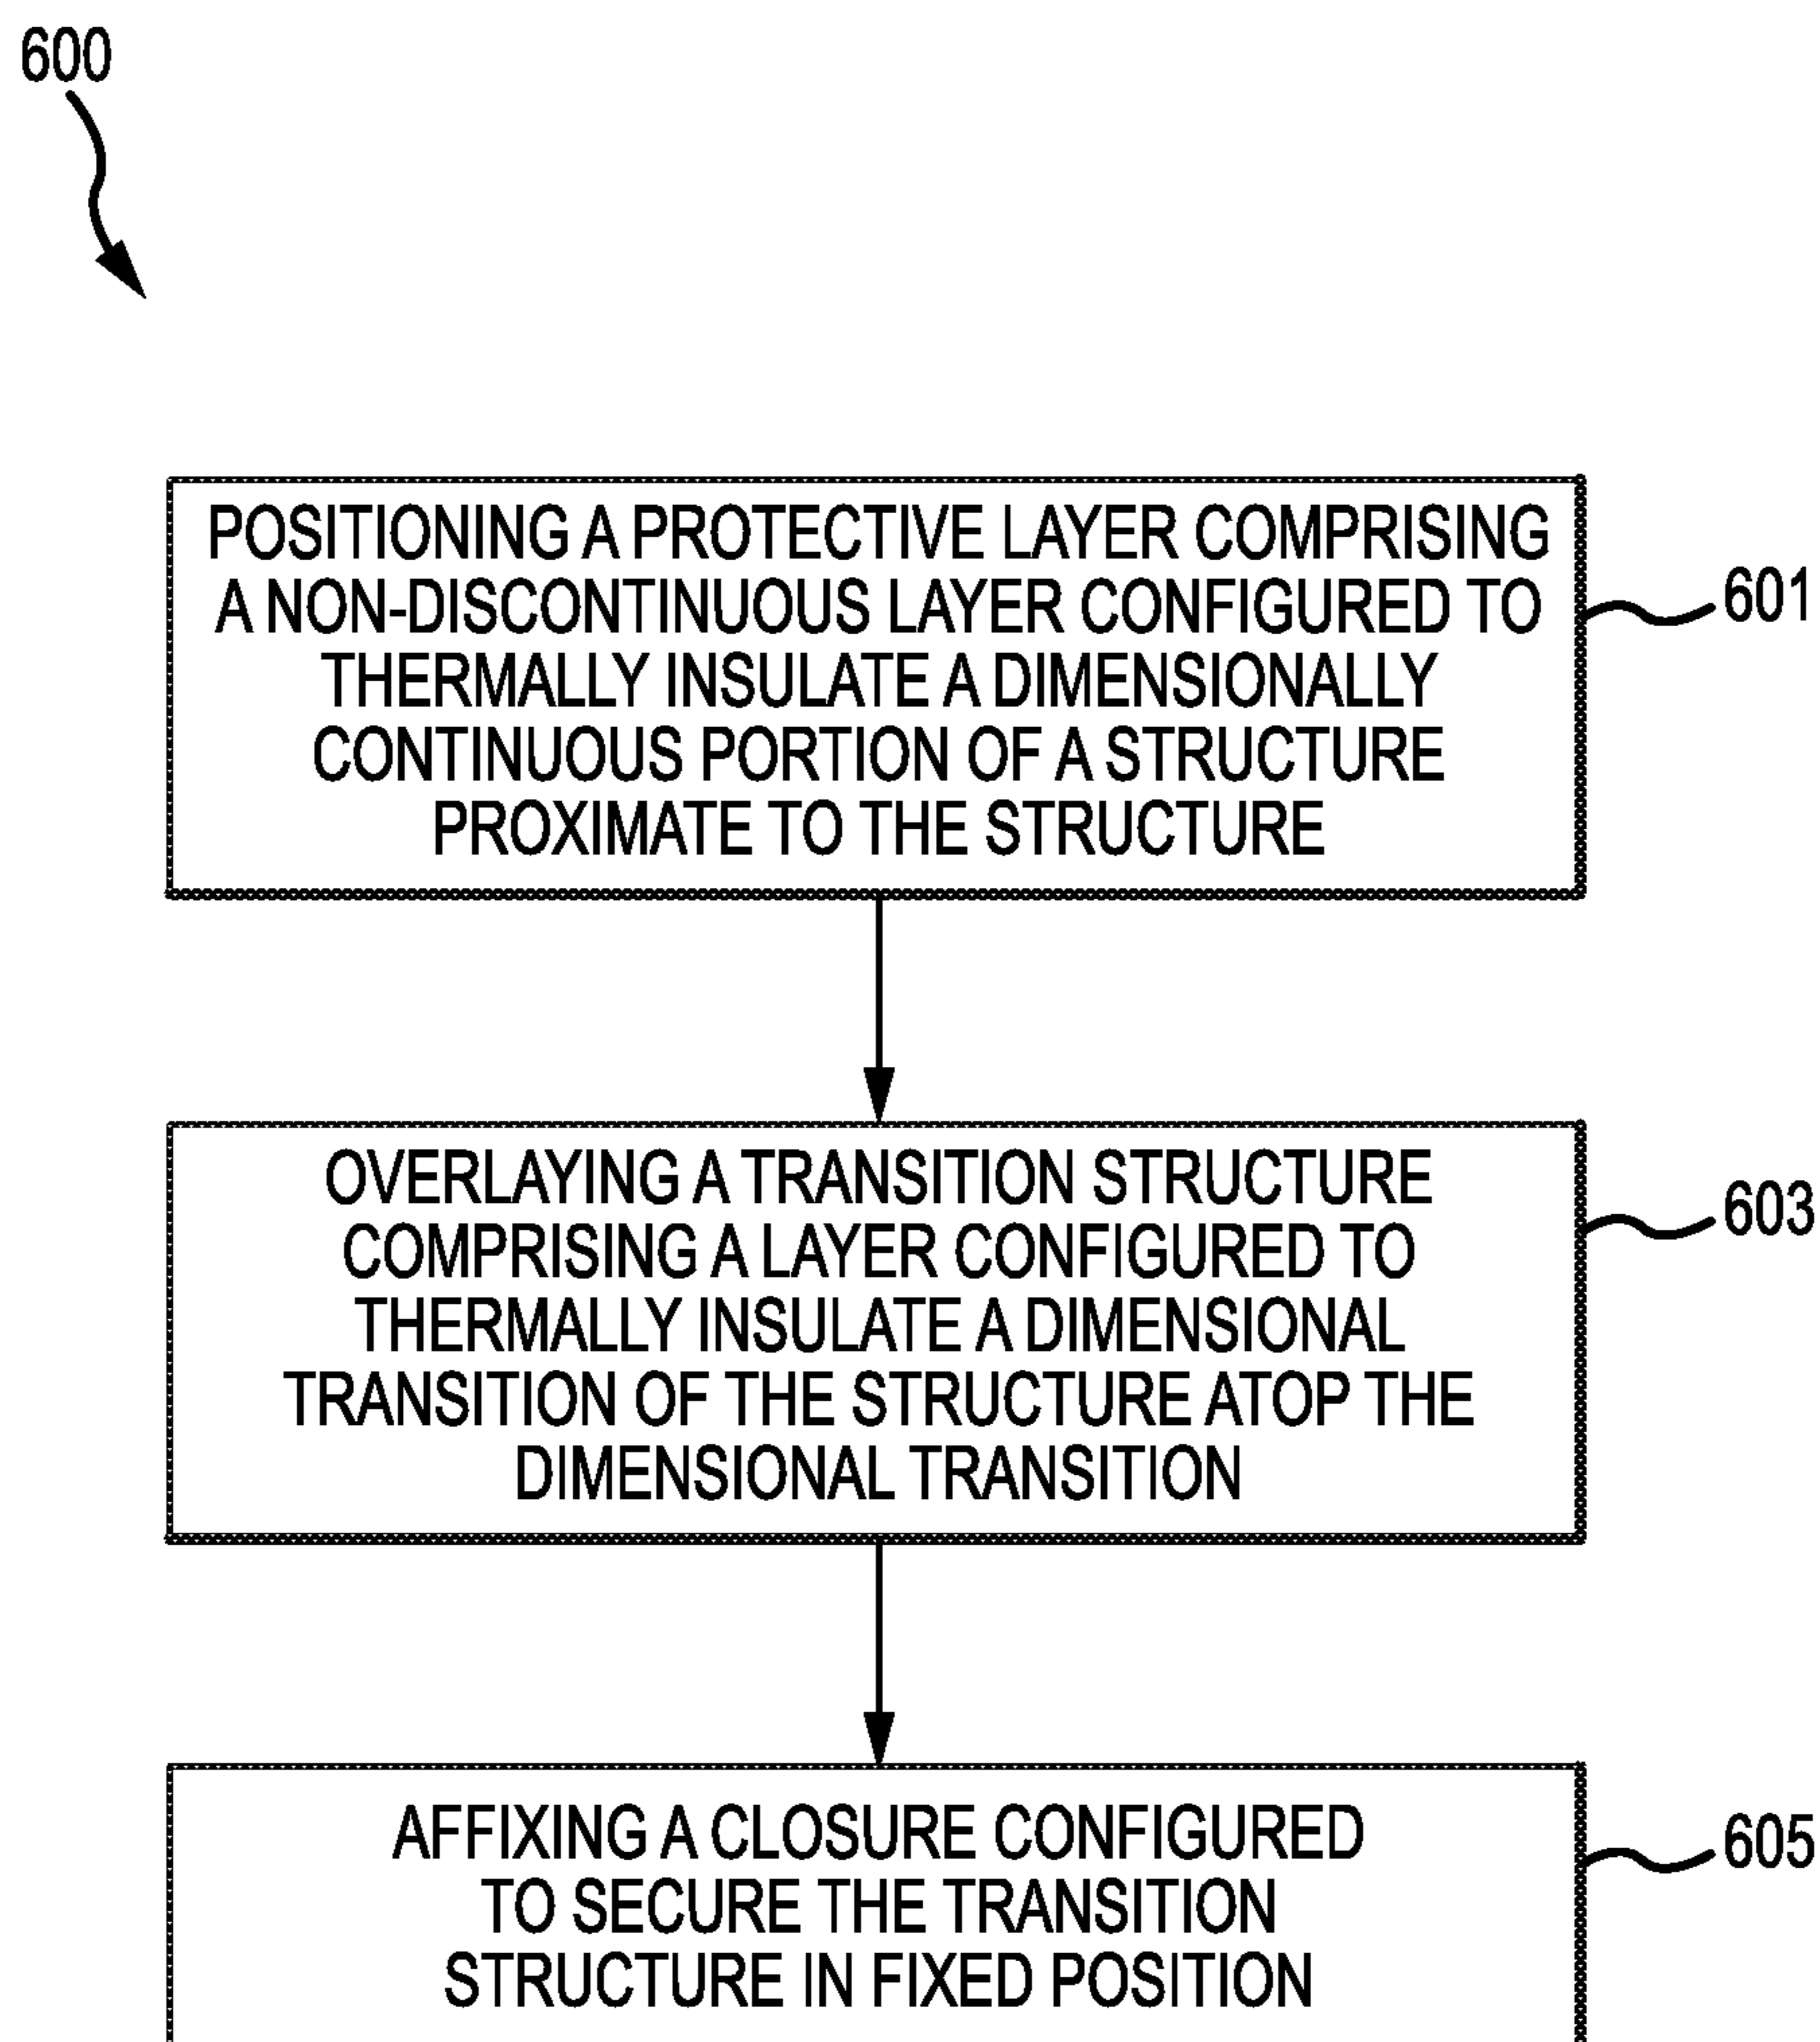 600
POSITIONING A PROTECTIVE LAYER COMPRISING
A NON-DISCONTINUOUS LAYER CONFIGURED TO
THERMALLY INSULATE A DIMENSIONALLY
CONTINUOUS PORTION OF A STRUCTURE
PROXIMATE TO THE STRUCTURE
601
OVERLAYING A TRANSITION STRUCTURE
COMPRISING A LAYER CONFIGURED TO
THERMALLY INSULATE A DIMENSIONAL
TRANSITION OF THE STRUCTURE ATOP THE
DIMENSIONAL TRANSITION
603
AFFIXING A CLOSURE CONFIGURED
TO SECURE THE TRANSITION
STRUCTURE IN FIXED POSITION
605